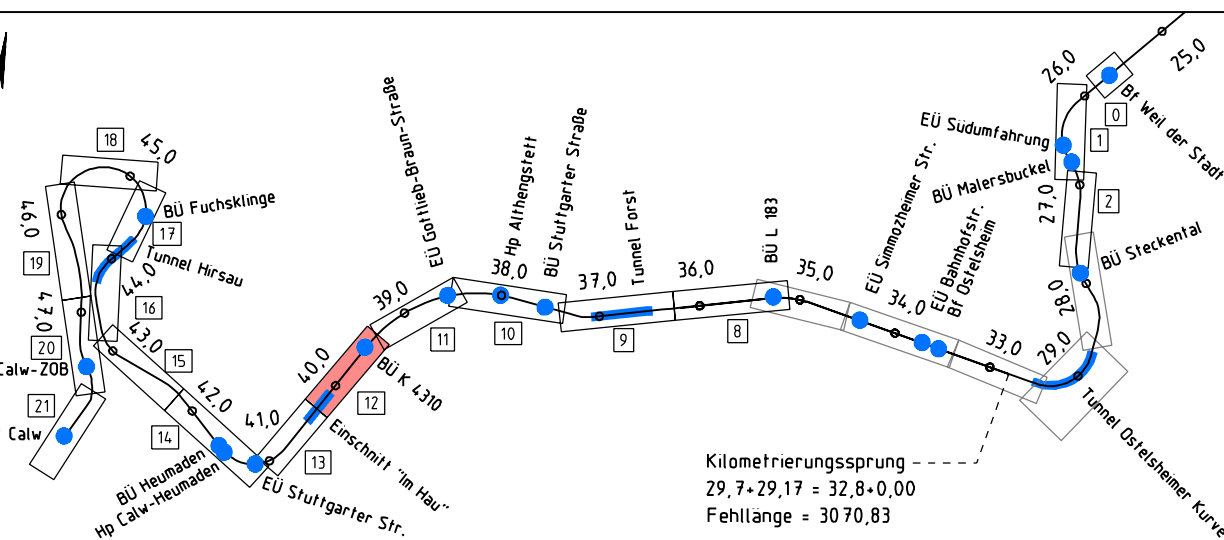 25,0
26,0
Bf Weil der Stadt
0
EÜ Südumfahrung
1
BÜ Malersbuckel
27,0
2
BÜ Steckental
28,0
29,0
Tunnel Ostelsheimer Kurve
33,0
EÜ Bahnhofstr.
Bf Ostelsheim
34,0
EÜ Simmozheimer Str.
35,0
BÜ L 183
8
36,0
Tunnel Forst
37,0
9
BÜ Stuttgarter Straße
Hp Althengstett
38,0
10
EÜ Gottlieb-Braun-Straße
39,0
11
BÜ K 4310
40,0
12
Einschnitt "Im Hau"
13
41,0
EÜ Stuttgarter Str.
BÜ Heumaden
Hp Calw-Heumaden
42,0
14
15
43,0
16
44,0
Tunnel Hirsau
17
BÜ Fuchsklinge
45,0
18
46,0
19
47,0
20
Calw-ZOB
21
Calw
Kilometrierungssprung
29,7+29,17 = 32,8+0,00
Fehllänge = 3070,83